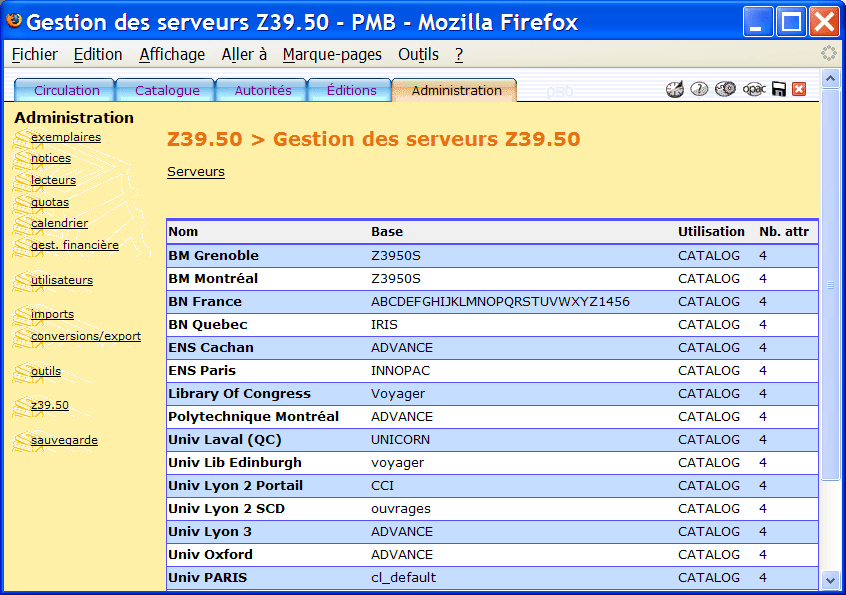 Gestion des serveurs Z39.50 - PMB - Mozilla Firefox
Fichier Edition Affichage Aller à Marque-pages Outils ?
Circulation Catalogue Autorités Éditions Administration opac
Administration
exemplaires
notices
lecteurs
quotas
calendrier
gest. financière
utilisateurs
imports
conversions/export
outils
z39.50
sauvegarde
Z39.50 > Gestion des serveurs Z39.50
Serveurs
Nom Base Utilisation Nb. attr
BM Grenoble Z3950S CATALOG 4
BM Montréal Z3950S CATALOG 4
BN France ABCDEFGHIJKLMNOPQRSTUVWXYZ1456 CATALOG 4
BN Quebec IRIS CATALOG 4
ENS Cachan ADVANCE CATALOG 4
ENS Paris INNOPAC CATALOG 4
Library Of Congress Voyager CATALOG 4
Polytechnique Montréal ADVANCE CATALOG 4
Univ Laval (QC) UNICORN CATALOG 4
Univ Lib Edinburgh voyager CATALOG 4
Univ Lyon 2 Portail CCI CATALOG 4
Univ Lyon 2 SCD ouvrages CATALOG 4
Univ Lyon 3 ADVANCE CATALOG 4
Univ Oxford ADVANCE CATALOG 4
Univ PARIS cl_default CATALOG 4